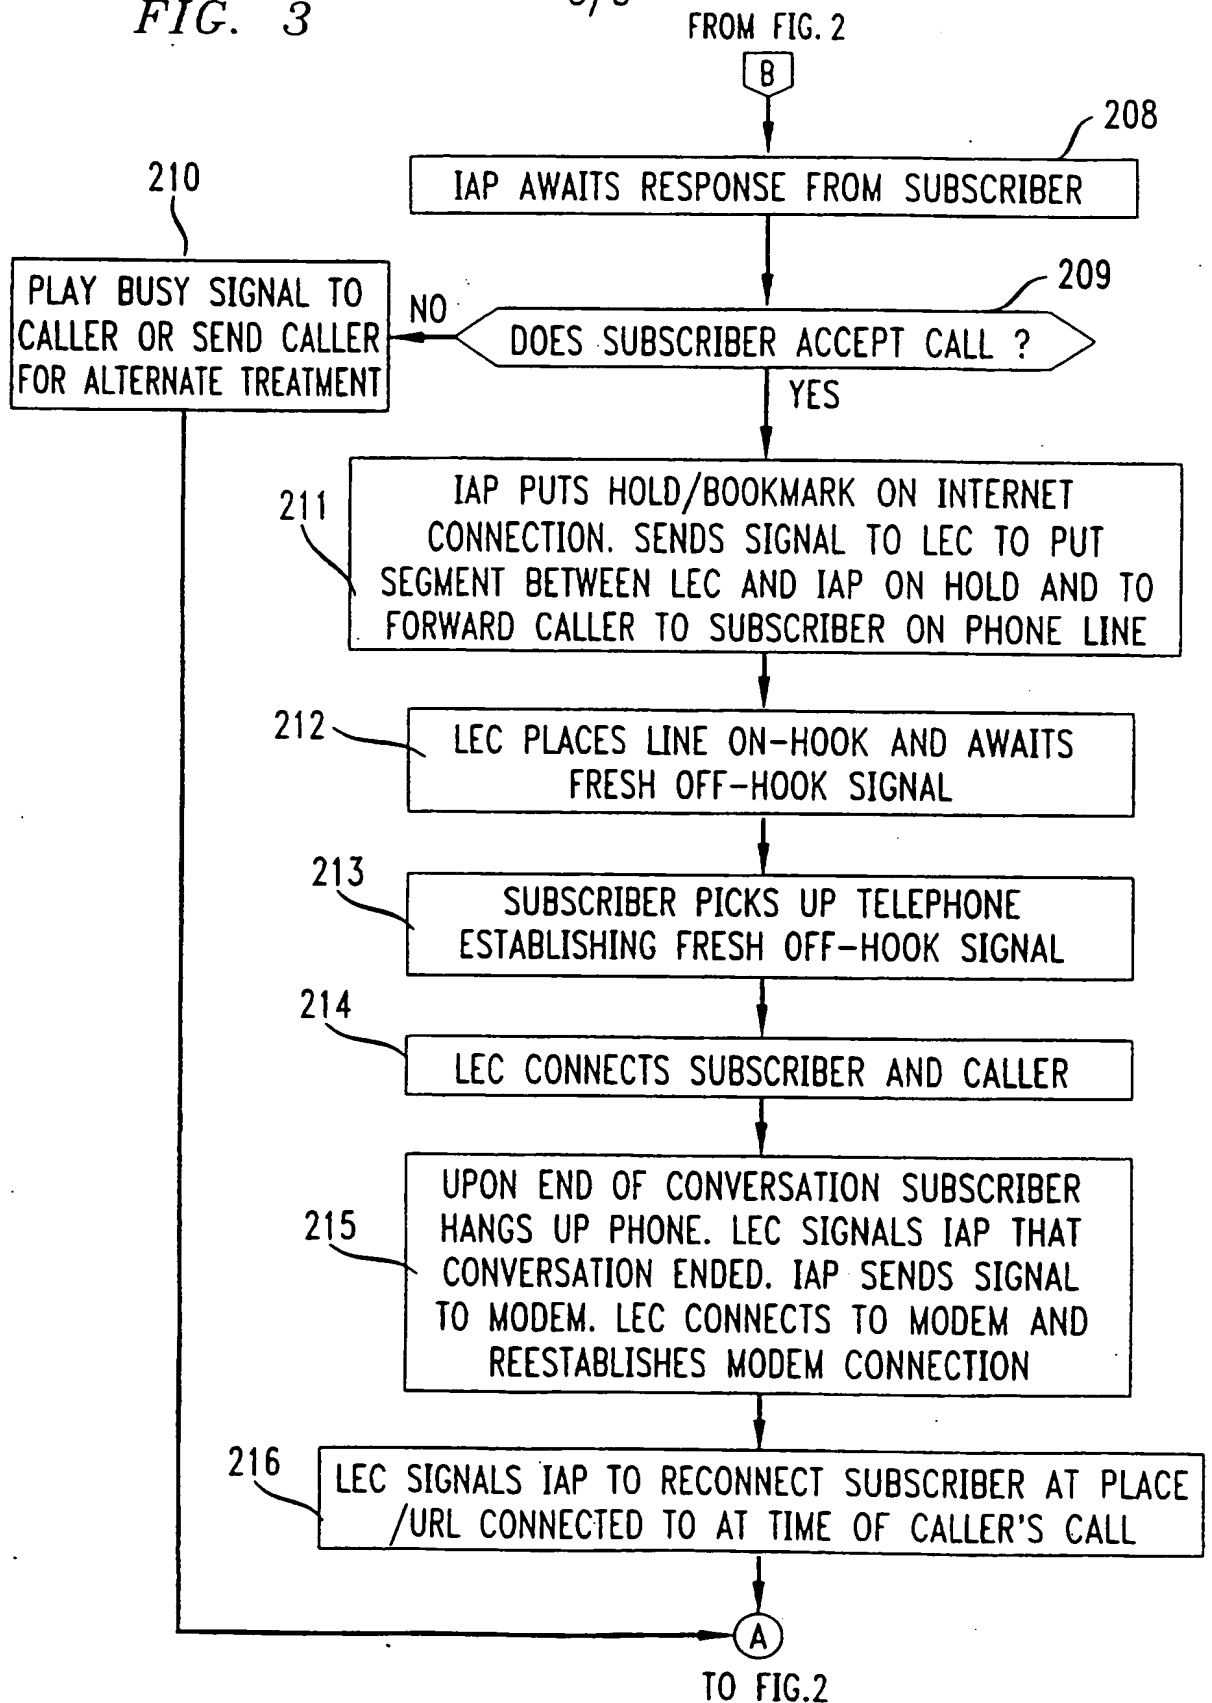 FIG. 3
FROM FIG. 2
B
208
IAP AWAITS RESPONSE FROM SUBSCRIBER
210
209
PLAY BUSY SIGNAL TO
CALLER OR SEND CALLER
FOR ALTERNATE TREATMENT
NO
DOES SUBSCRIBER ACCEPT CALL ?
YES
211
IAP PUTS HOLD/BOOKMARK ON INTERNET
CONNECTION. SENDS SIGNAL TO LEC TO PUT
SEGMENT BETWEEN LEC AND IAP ON HOLD AND TO
FORWARD CALLER TO SUBSCRIBER ON PHONE LINE
212
LEC PLACES LINE ON-HOOK AND AWAITS
FRESH OFF-HOOK SIGNAL
213
SUBSCRIBER PICKS UP TELEPHONE
ESTABLISHING FRESH OFF-HOOK SIGNAL
214
LEC CONNECTS SUBSCRIBER AND CALLER
215
UPON END OF CONVERSATION SUBSCRIBER
HANGS UP PHONE. LEC SIGNALS IAP THAT
CONVERSATION ENDED. IAP SENDS SIGNAL
TO MODEM. LEC CONNECTS TO MODEM AND
REESTABLISHES MODEM CONNECTION
216
LEC SIGNALS IAP TO RECONNECT SUBSCRIBER AT PLACE
/URL CONNECTED TO AT TIME OF CALLER'S CALL
A
TO FIG.2